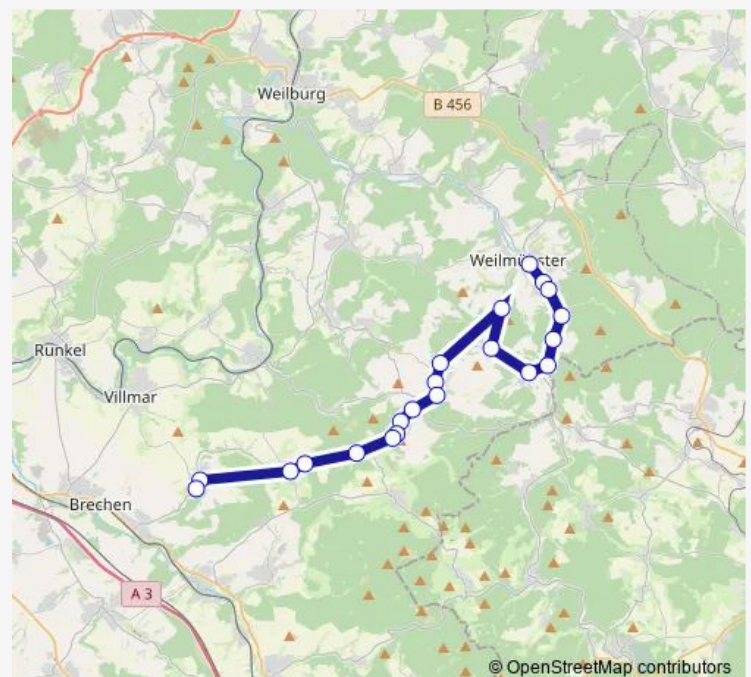 Weilburg
B 456
Weilmünster
Runkel
Villmar
Brechen
A 3
© OpenStreetMap contributors